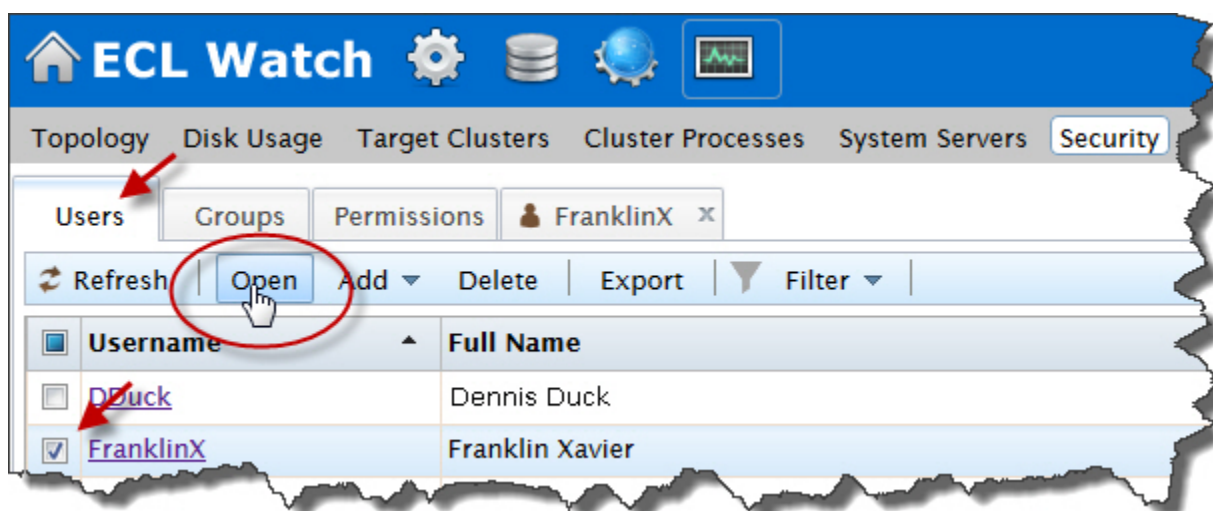 ECL Watch
Topology Disk Usage Target Clusters Cluster Processes System Servers Security
Users Groups Permissions FranklinX x
Refresh Open Add Delete Export Filter
Username Full Name
DDuck Dennis Duck
FranklinX Franklin Xavier